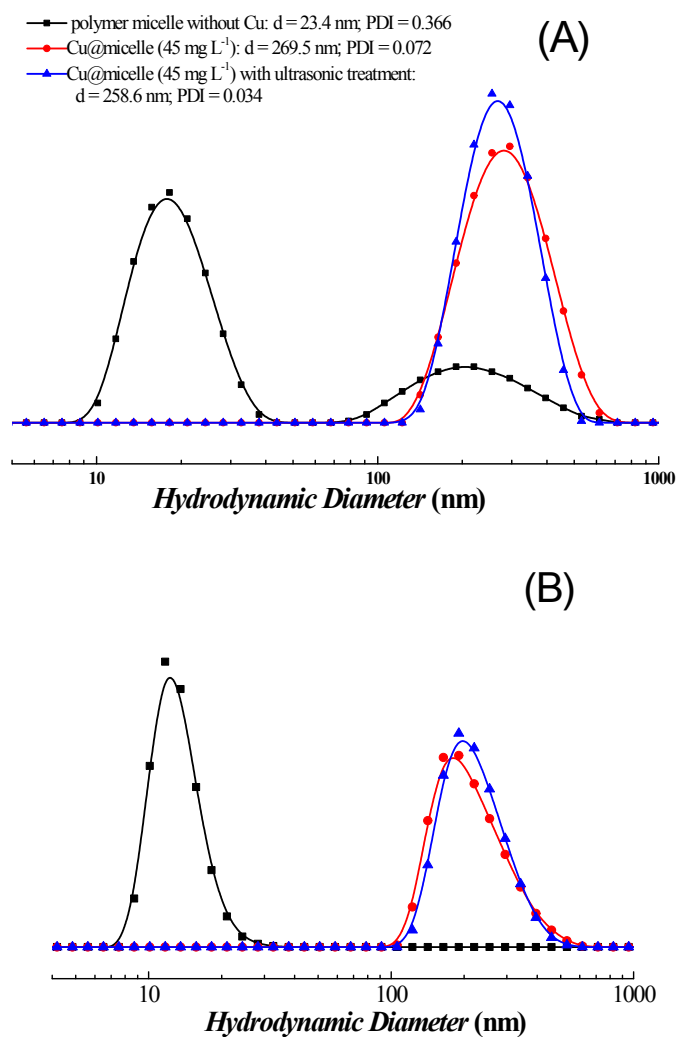 polymer micelle without Cu: d = 23.4 nm; PDI = 0.366
Cu@micelle (45 mg L⁻¹): d = 269.5 nm; PDI = 0.072
Cu@micelle (45 mg L⁻¹) with ultrasonic treatment:
d = 258.6 nm; PDI = 0.034
(A)
10 100 1000
Hydrodynamic Diameter (nm)
(B)
10 100 1000
Hydrodynamic Diameter (nm)